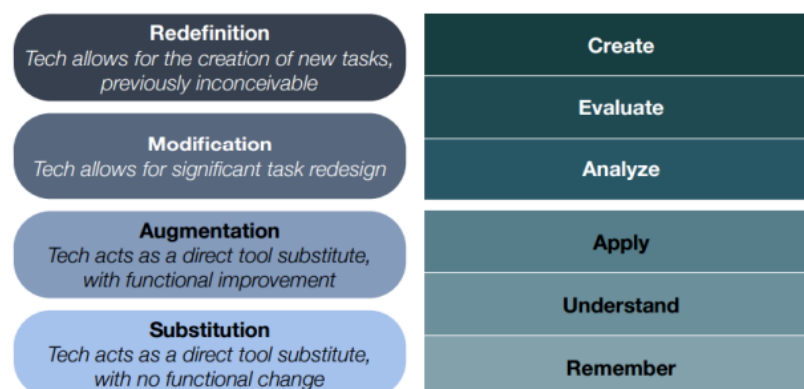 Redefinition
Tech allows for the creation of new tasks,
previously inconceivable
Modification
Tech allows for significant task redesign
Augmentation
Tech acts as a direct tool substitute,
with functional improvement
Substitution
Tech acts as a direct tool substitute,
with no functional change
Create
Evaluate
Analyze
Apply
Understand
Remember